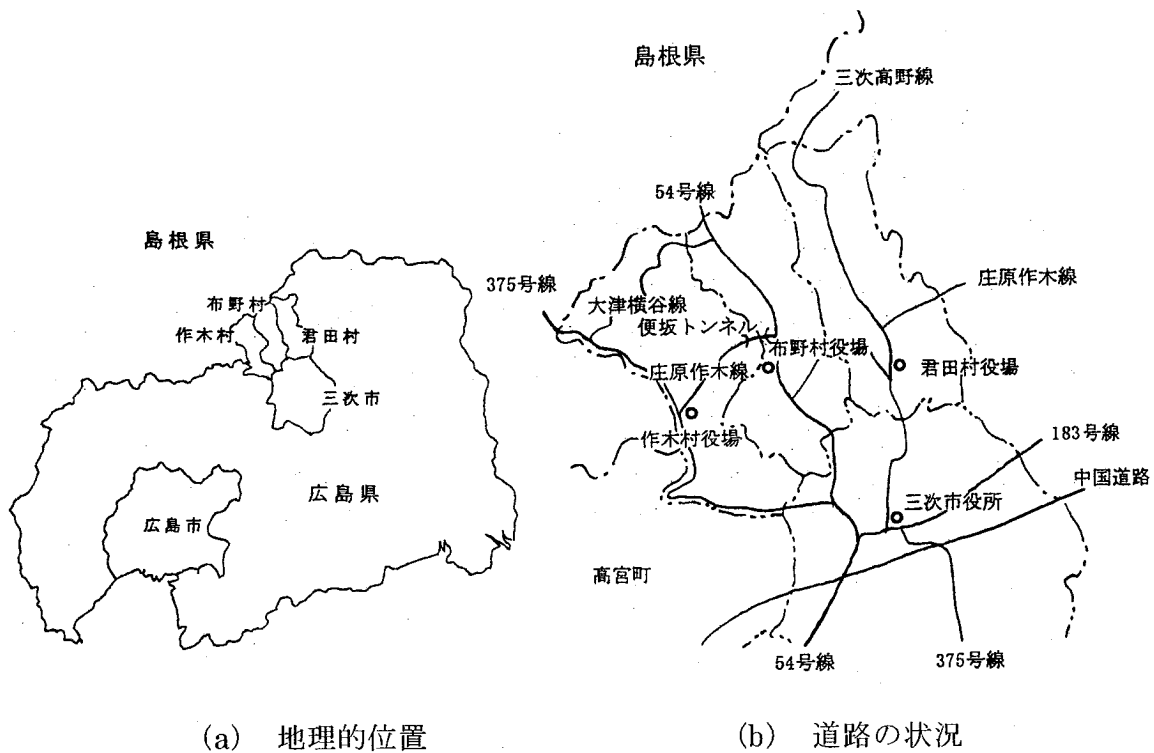 島根県
布野村
作木村
君田村
三次市
広島県
広島市
(a) 地理的位置
島根県
三次高野線
54号線
375号線
大津横谷線
便坂トンネル
庄原作木線
布野村役場
庄原作木線
君田村役場
作木村役場
183号線
中国道路
三次市役所
高宮町
54号線
375号線
(b) 道路の状況